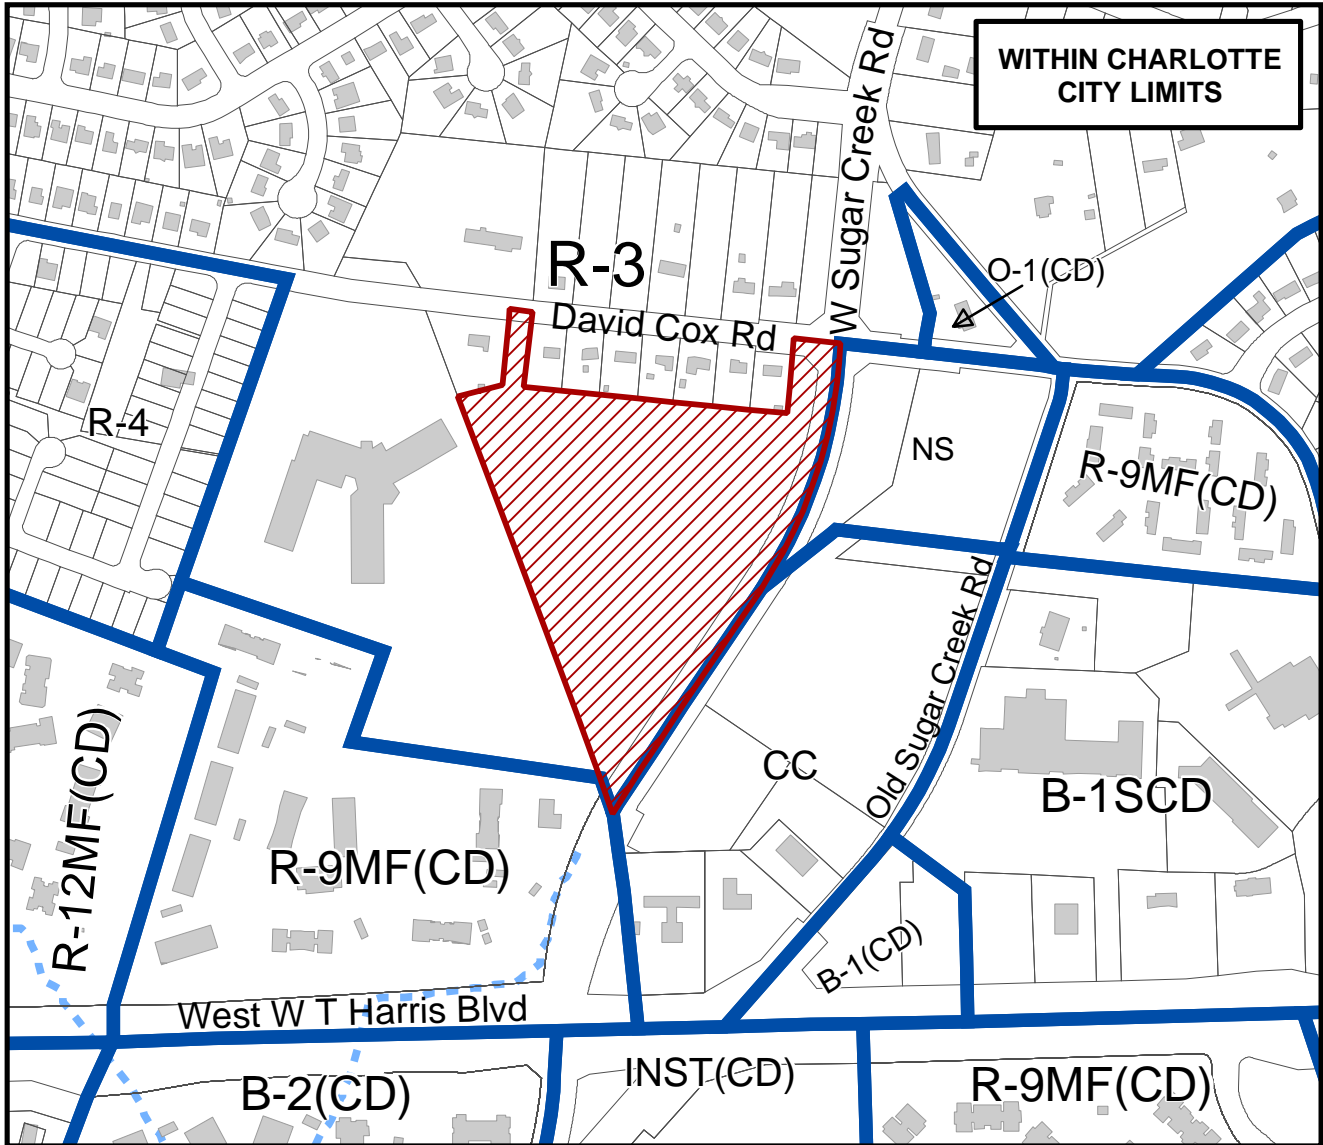 WITHIN CHARLOTTE
CITY LIMITS
W Sugar Creek Rd
R-3
O-1(CD)
David Cox Rd
R-4
NS
R-9MF(CD)
Old Sugar Creek Rd
R-12MF(CD)
CC
B-1SCD
R-9MF(CD)
B-1(CD)
West W T Harris Blvd
INST(CD)
B-2(CD)
R-9MF(CD)